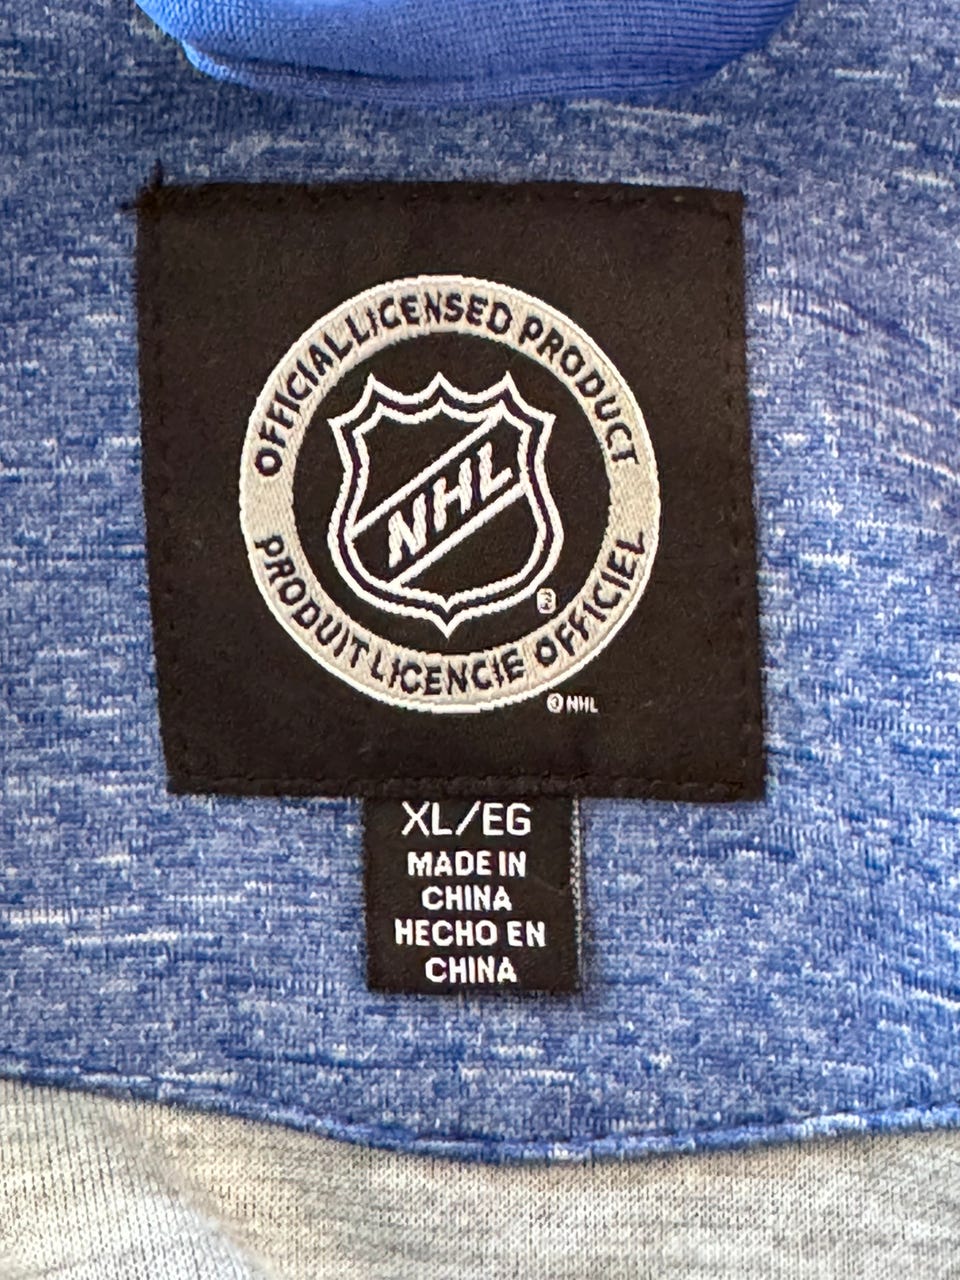 OFFICIAL LICENSED PRODUCT
NHL
®
PRODUIT LICENCIE OFFICIEL
© NHL
XL/EG
MADE IN
CHINA
HECHO EN
CHINA